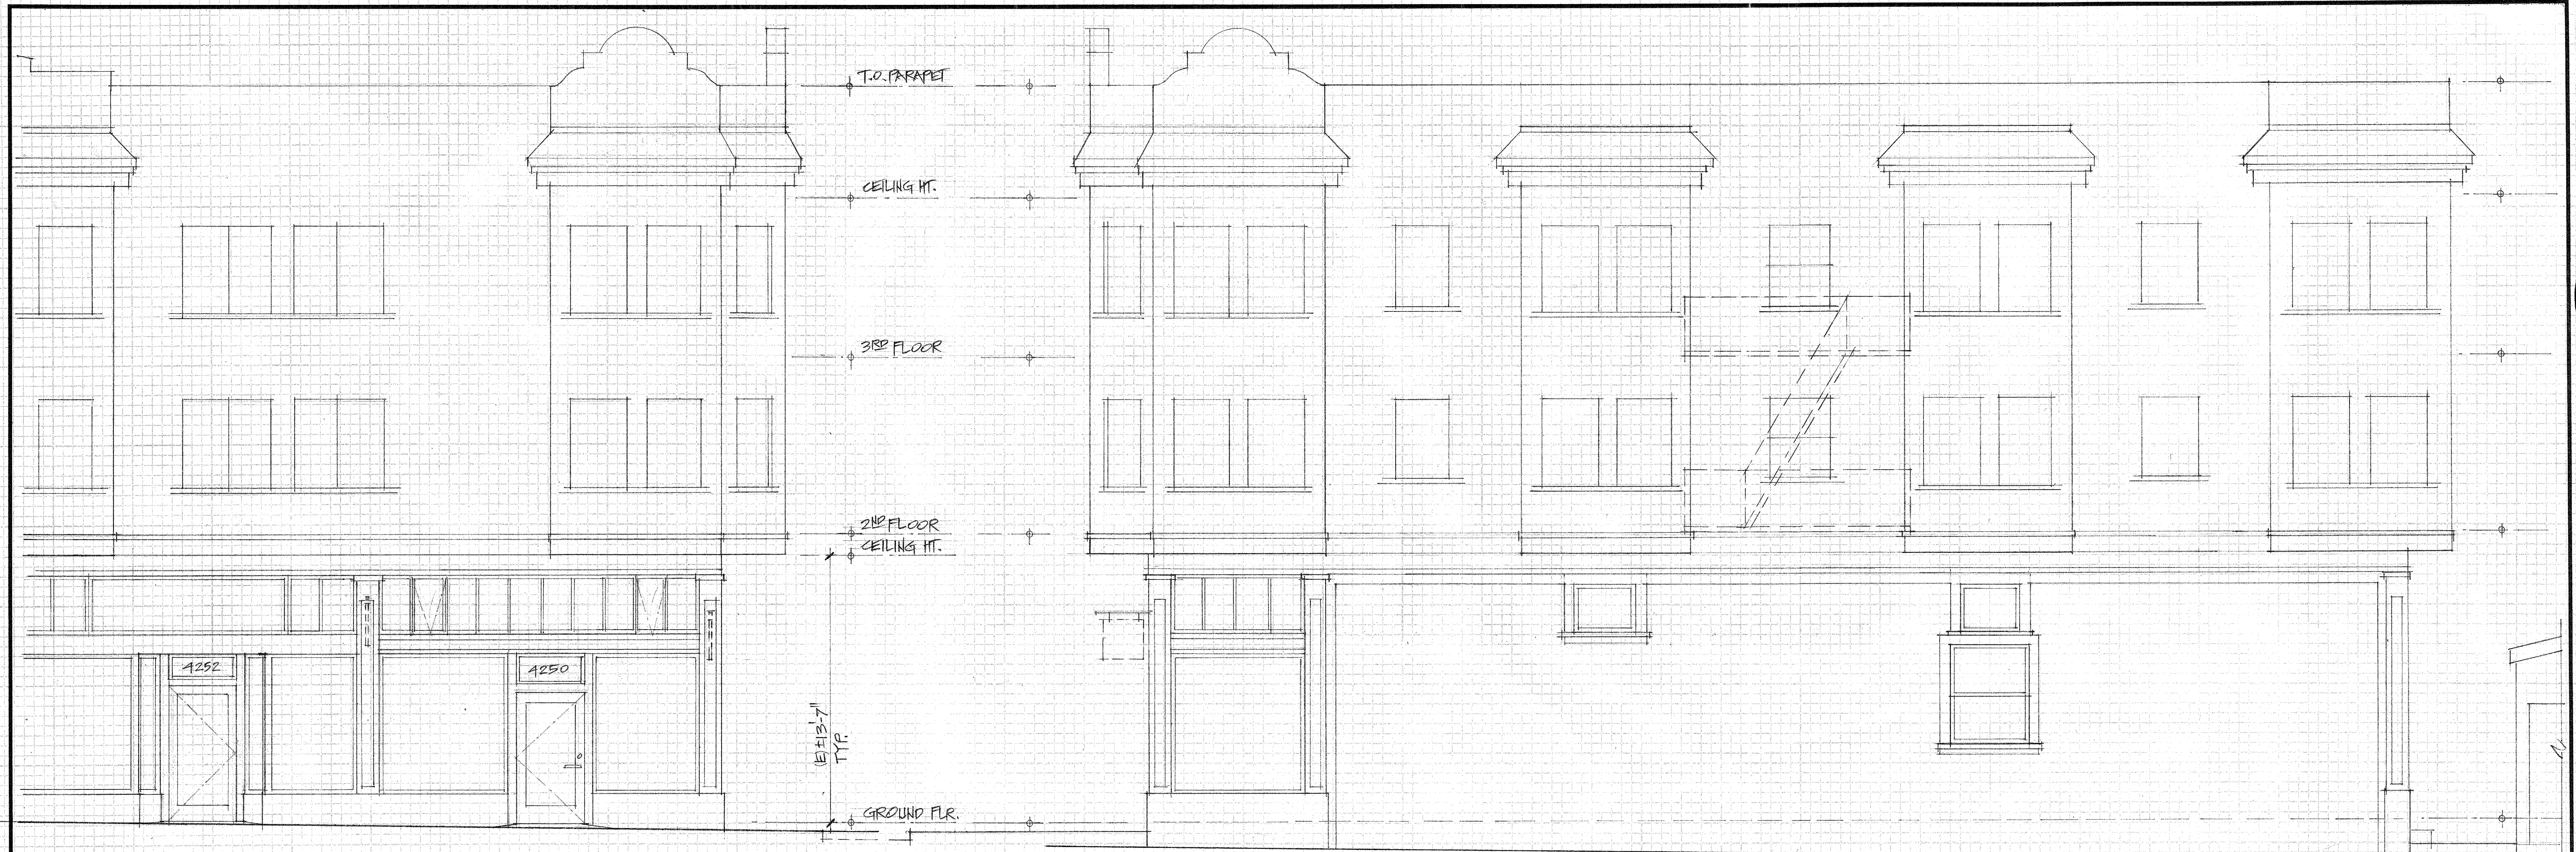 T.O. PARAPET
CEILING HT.
3RD FLOOR
2ND FLOOR
CEILING HT.
4252
4250
(E) ±13'-7"
TYP.
GROUND FLR.